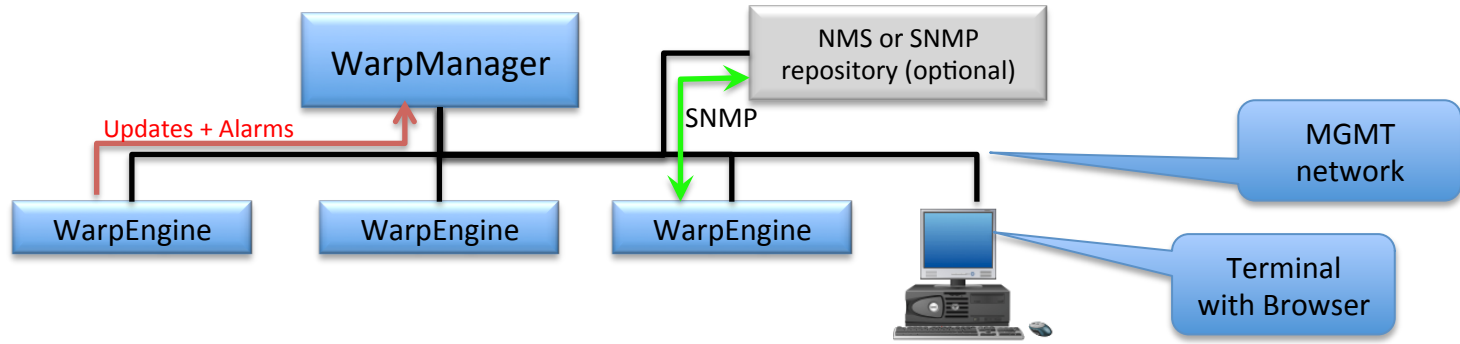 WarpManager
NMS or SNMP
repository (optional)
Updates + Alarms
SNMP
MGMT
network
WarpEngine
WarpEngine
WarpEngine
Terminal
with Browser